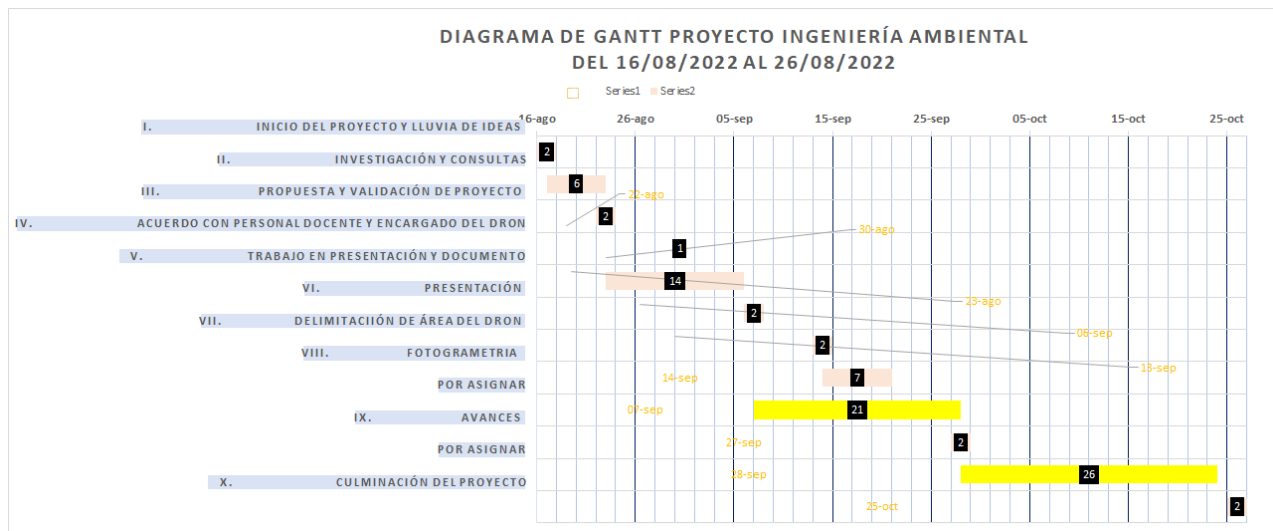 DIAGRAMA DE GANTT PROYECTO INGENIERÍA AMBIENTAL
DEL 16/08/2022 AL 26/08/2022
Series1 Series2
16-ago 26-ago 05-sep 15-sep 25-sep 05-oct 15-oct 25-oct
I. INICIO DEL PROYECTO Y LLUVIA DE IDEAS
2
II. INVESTIGACIÓN Y CONSULTAS
6
III. PROPUESTA Y VALIDACIÓN DE PROYECTO
22-ago
2
IV. ACUERDO CON PERSONAL DOCENTE Y ENCARGADO DEL DRON
30-ago
1
V. TRABAJO EN PRESENTACIÓN Y DOCUMENTO
14
VI. PRESENTACIÓN
23-ago
2
VII. DELIMITACIIÓN DE ÁREA DEL DRON
06-sep
2
VIII. FOTOGRAMETRIA
13-sep
14-sep
7
POR ASIGNAR
07-sep
21
IX. AVANCES
27-sep
2
POR ASIGNAR
28-sep
26
X. CULMINACIÓN DEL PROYECTO
25-oct
2